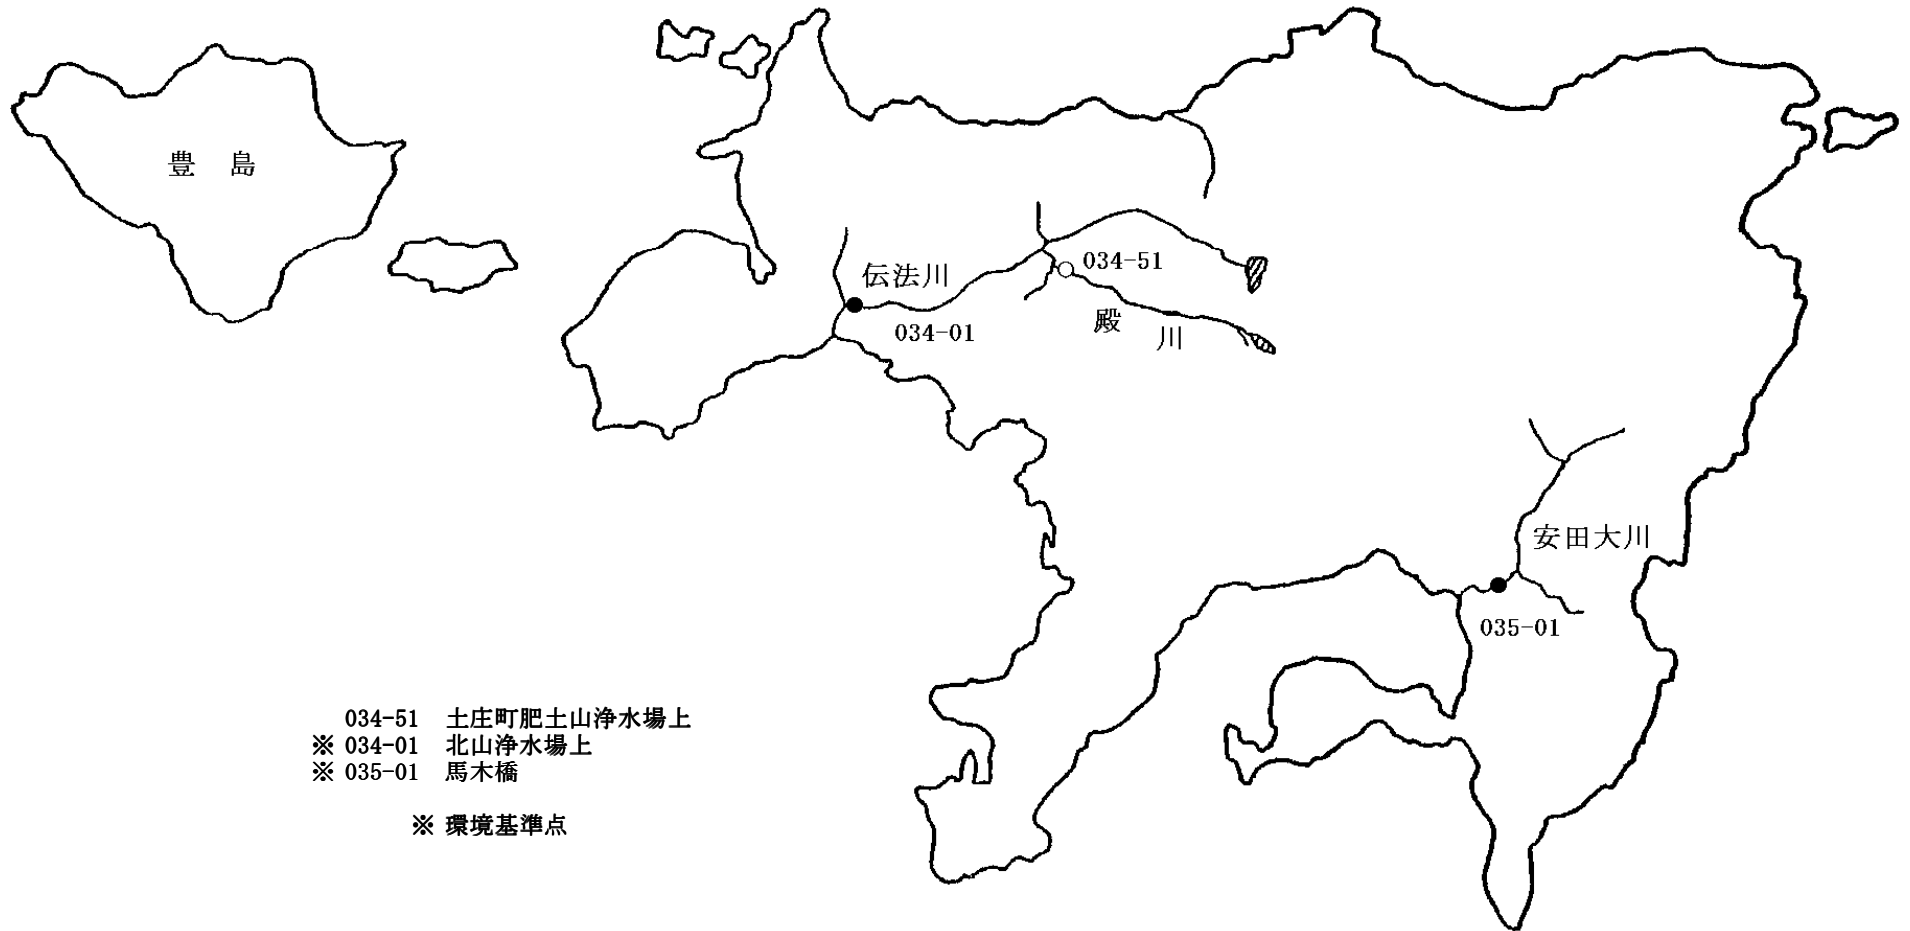 豊島
伝法川
034-51
034-01
殿川
安田大川
035-01
034-51 土庄町肥土山浄水場上
※ 034-01 北山浄水場上
※ 035-01 馬木橋
※ 環境基準点